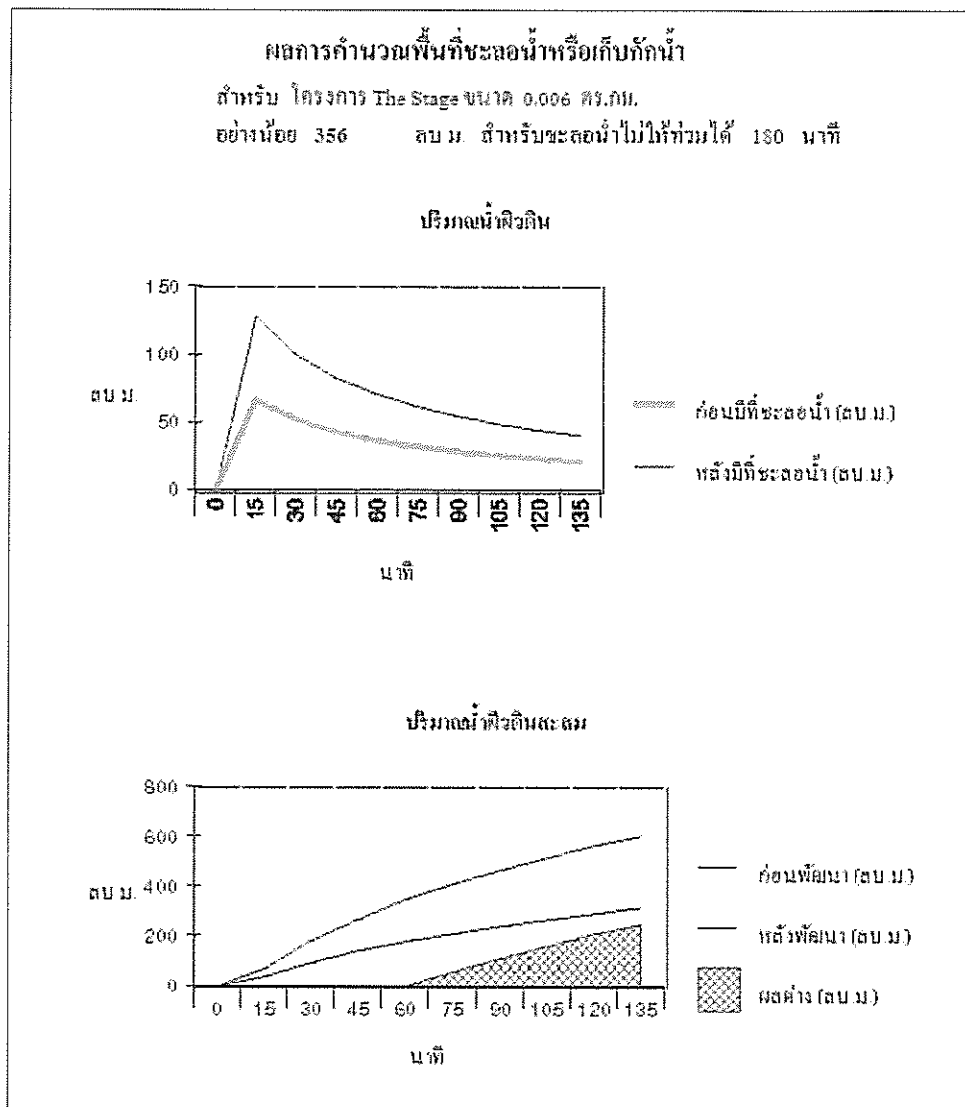 ผลการคำนวณพื้นที่ชะลอน้ำหรือเก็บกักน้ำ
สำหรับ โครงการ The Stage ขนาด 0.006 ตร.กม.
อย่างน้อย 356 ลบ.ม. สำหรับชะลอน้ำไม่ให้ท่วมได้ 180 นาที
ปริมาณน้ำผิวดิน
150
100
50
0
ลบ.ม.
0 15 30 45 60 75 90 105 120 135
นาที
ก่อนมีที่ชะลอน้ำ (ลบ.ม.)
หลังมีที่ชะลอน้ำ (ลบ.ม.)
ปริมาณน้ำผิวดินสะสม
800
600
400
200
0
ลบ.ม.
0 15 30 45 60 75 90 105 120 135
นาที
ก่อนพัฒนา (ลบ.ม.)
หลังพัฒนา (ลบ.ม.)
ผลต่าง (ลบ.ม.)